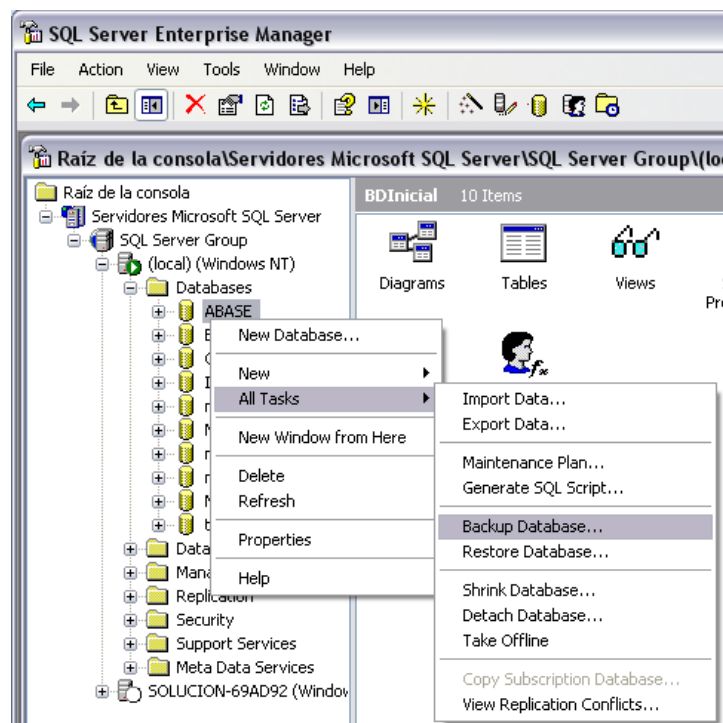 SQL Server Enterprise Manager
File Action View Tools Window Help
Raíz de la consola\Servidores Microsoft SQL Server\SQL Server Group\(lo
Raíz de la consola
Servidores Microsoft SQL Server
SQL Server Group
(local) (Windows NT)
Databases
ABASE
Replication
Security
Support Services
Meta Data Services
SOLUCION-69AD92 (Window
BDInicial 10 Items
Diagrams Tables Views
New Database...
New
All Tasks
New Window from Here
Delete
Refresh
Properties
Help
Import Data...
Export Data...
Maintenance Plan...
Generate SQL Script...
Backup Database...
Restore Database...
Shrink Database...
Detach Database...
Take Offline
Copy Subscription Database...
View Replication Conflicts...